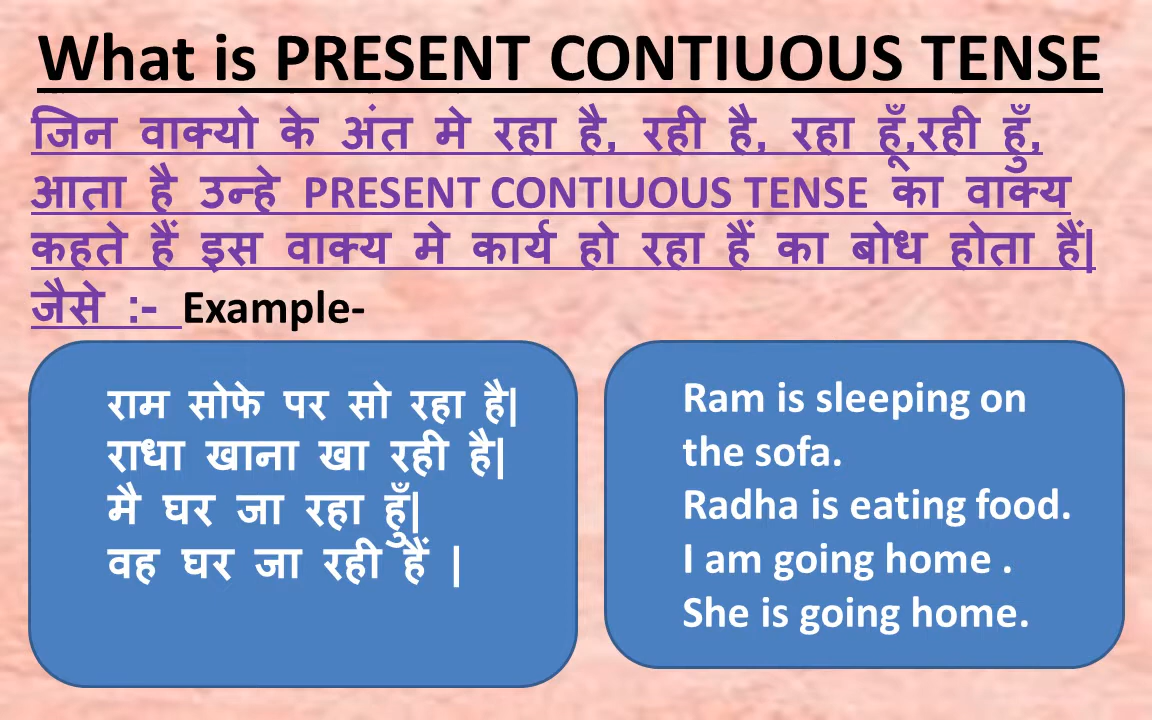 What is PRESENT CONTIUOUS TENSE
जिन वाक्यो के अंत मे रहा है, रही है, रहा हूँ,रही हुँ,
आता है उन्हे PRESENT CONTIUOUS TENSE का वाक्य
कहते हैं इस वाक्य मे कार्य हो रहा हैं का बोध होता हैं|
जैसे :- Example-
राम सोफे पर सो रहा है|
राधा खाना खा रही है|
मै घर जा रहा हुँ|
वह घर जा रही हैं |
Ram is sleeping on
the sofa.
Radha is eating food.
I am going home .
She is going home.